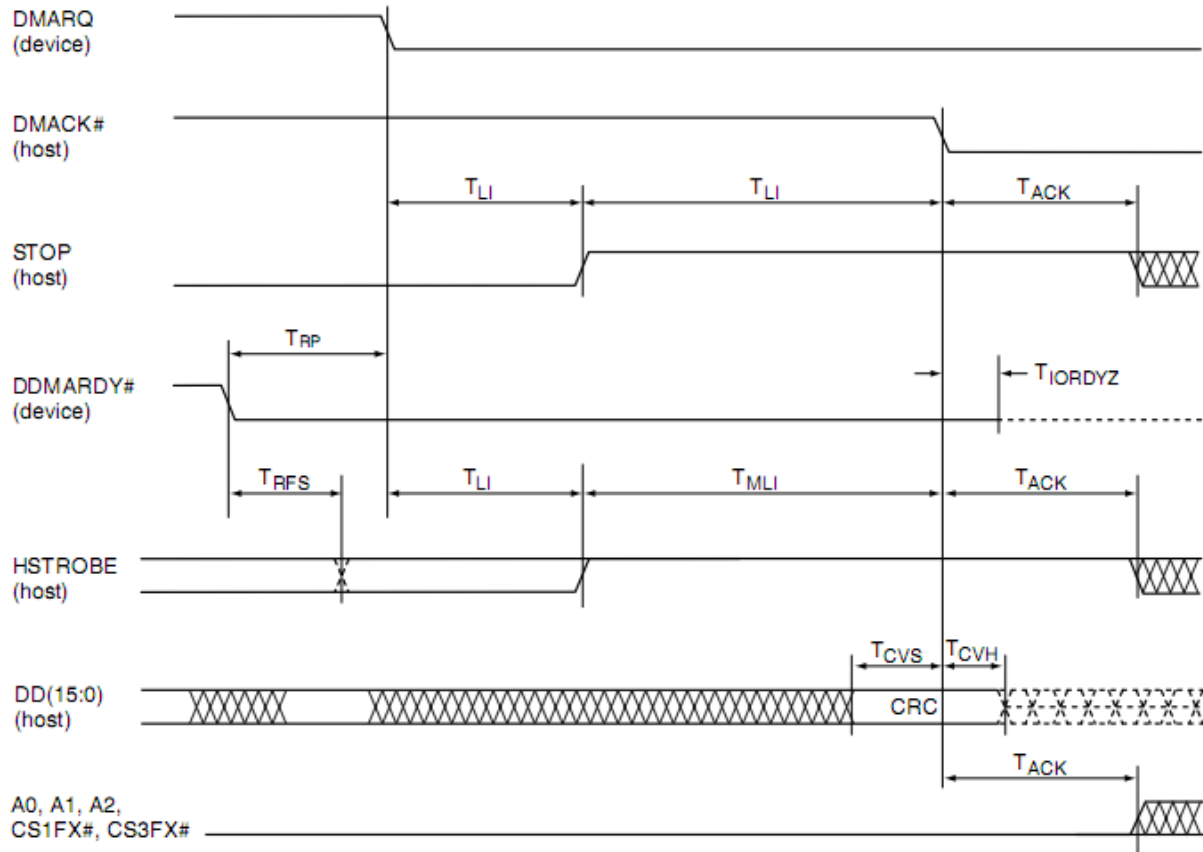 DMARQ
(device)
DMACK#
(host)
TLI
TLI
TACK
STOP
(host)
TRP
DDMARDY#
(device)
TIORDYZ
TRFS
TLI
TMLI
TACK
HSTROBE
(host)
TCVS
TCVH
DD(15:0)
(host)
CRC
TACK
A0, A1, A2,
CS1FX#, CS3FX#